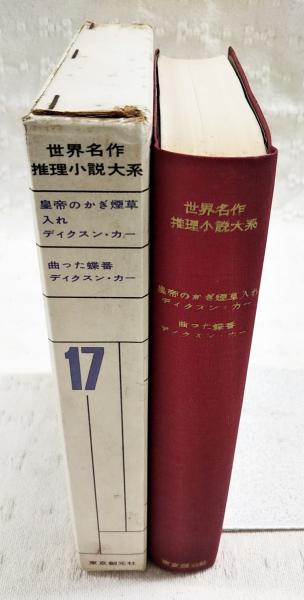 世界名作
推理小説大系
皇帝のかぎ煙草
入れ
ディクスン・カー
曲った蝶番
ディクスン・カー
17
東京創元社
世界名作
推理小説大系
皇帝のかぎ煙草入れ
ディクスン・カー
曲った蝶番
ディクスン・カー
東京創元社